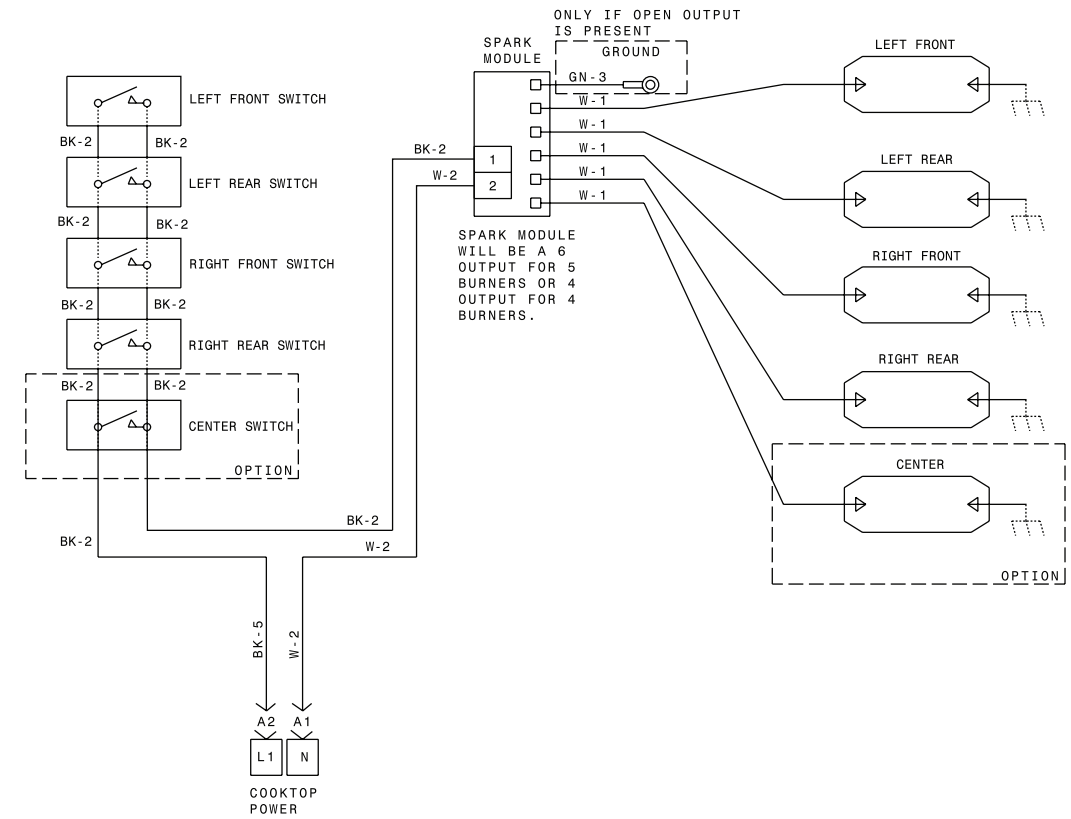 ONLY IF OPEN OUTPUT
IS PRESENT
GROUND
SPARK
MODULE
GN-3
W-1
W-1
W-1
W-1
W-1
1
2
BK-2
W-2
SPARK MODULE
WILL BE A 6
OUTPUT FOR 5
BURNERS OR 4
OUTPUT FOR 4
BURNERS.
LEFT FRONT SWITCH
BK-2
BK-2
LEFT REAR SWITCH
BK-2
BK-2
RIGHT FRONT SWITCH
BK-2
BK-2
RIGHT REAR SWITCH
BK-2
BK-2
CENTER SWITCH
OPTION
BK-2
BK-2
W-2
BK-5
W-2
A2
A1
L1
N
COOKTOP
POWER
LEFT FRONT
LEFT REAR
RIGHT FRONT
RIGHT REAR
CENTER
OPTION